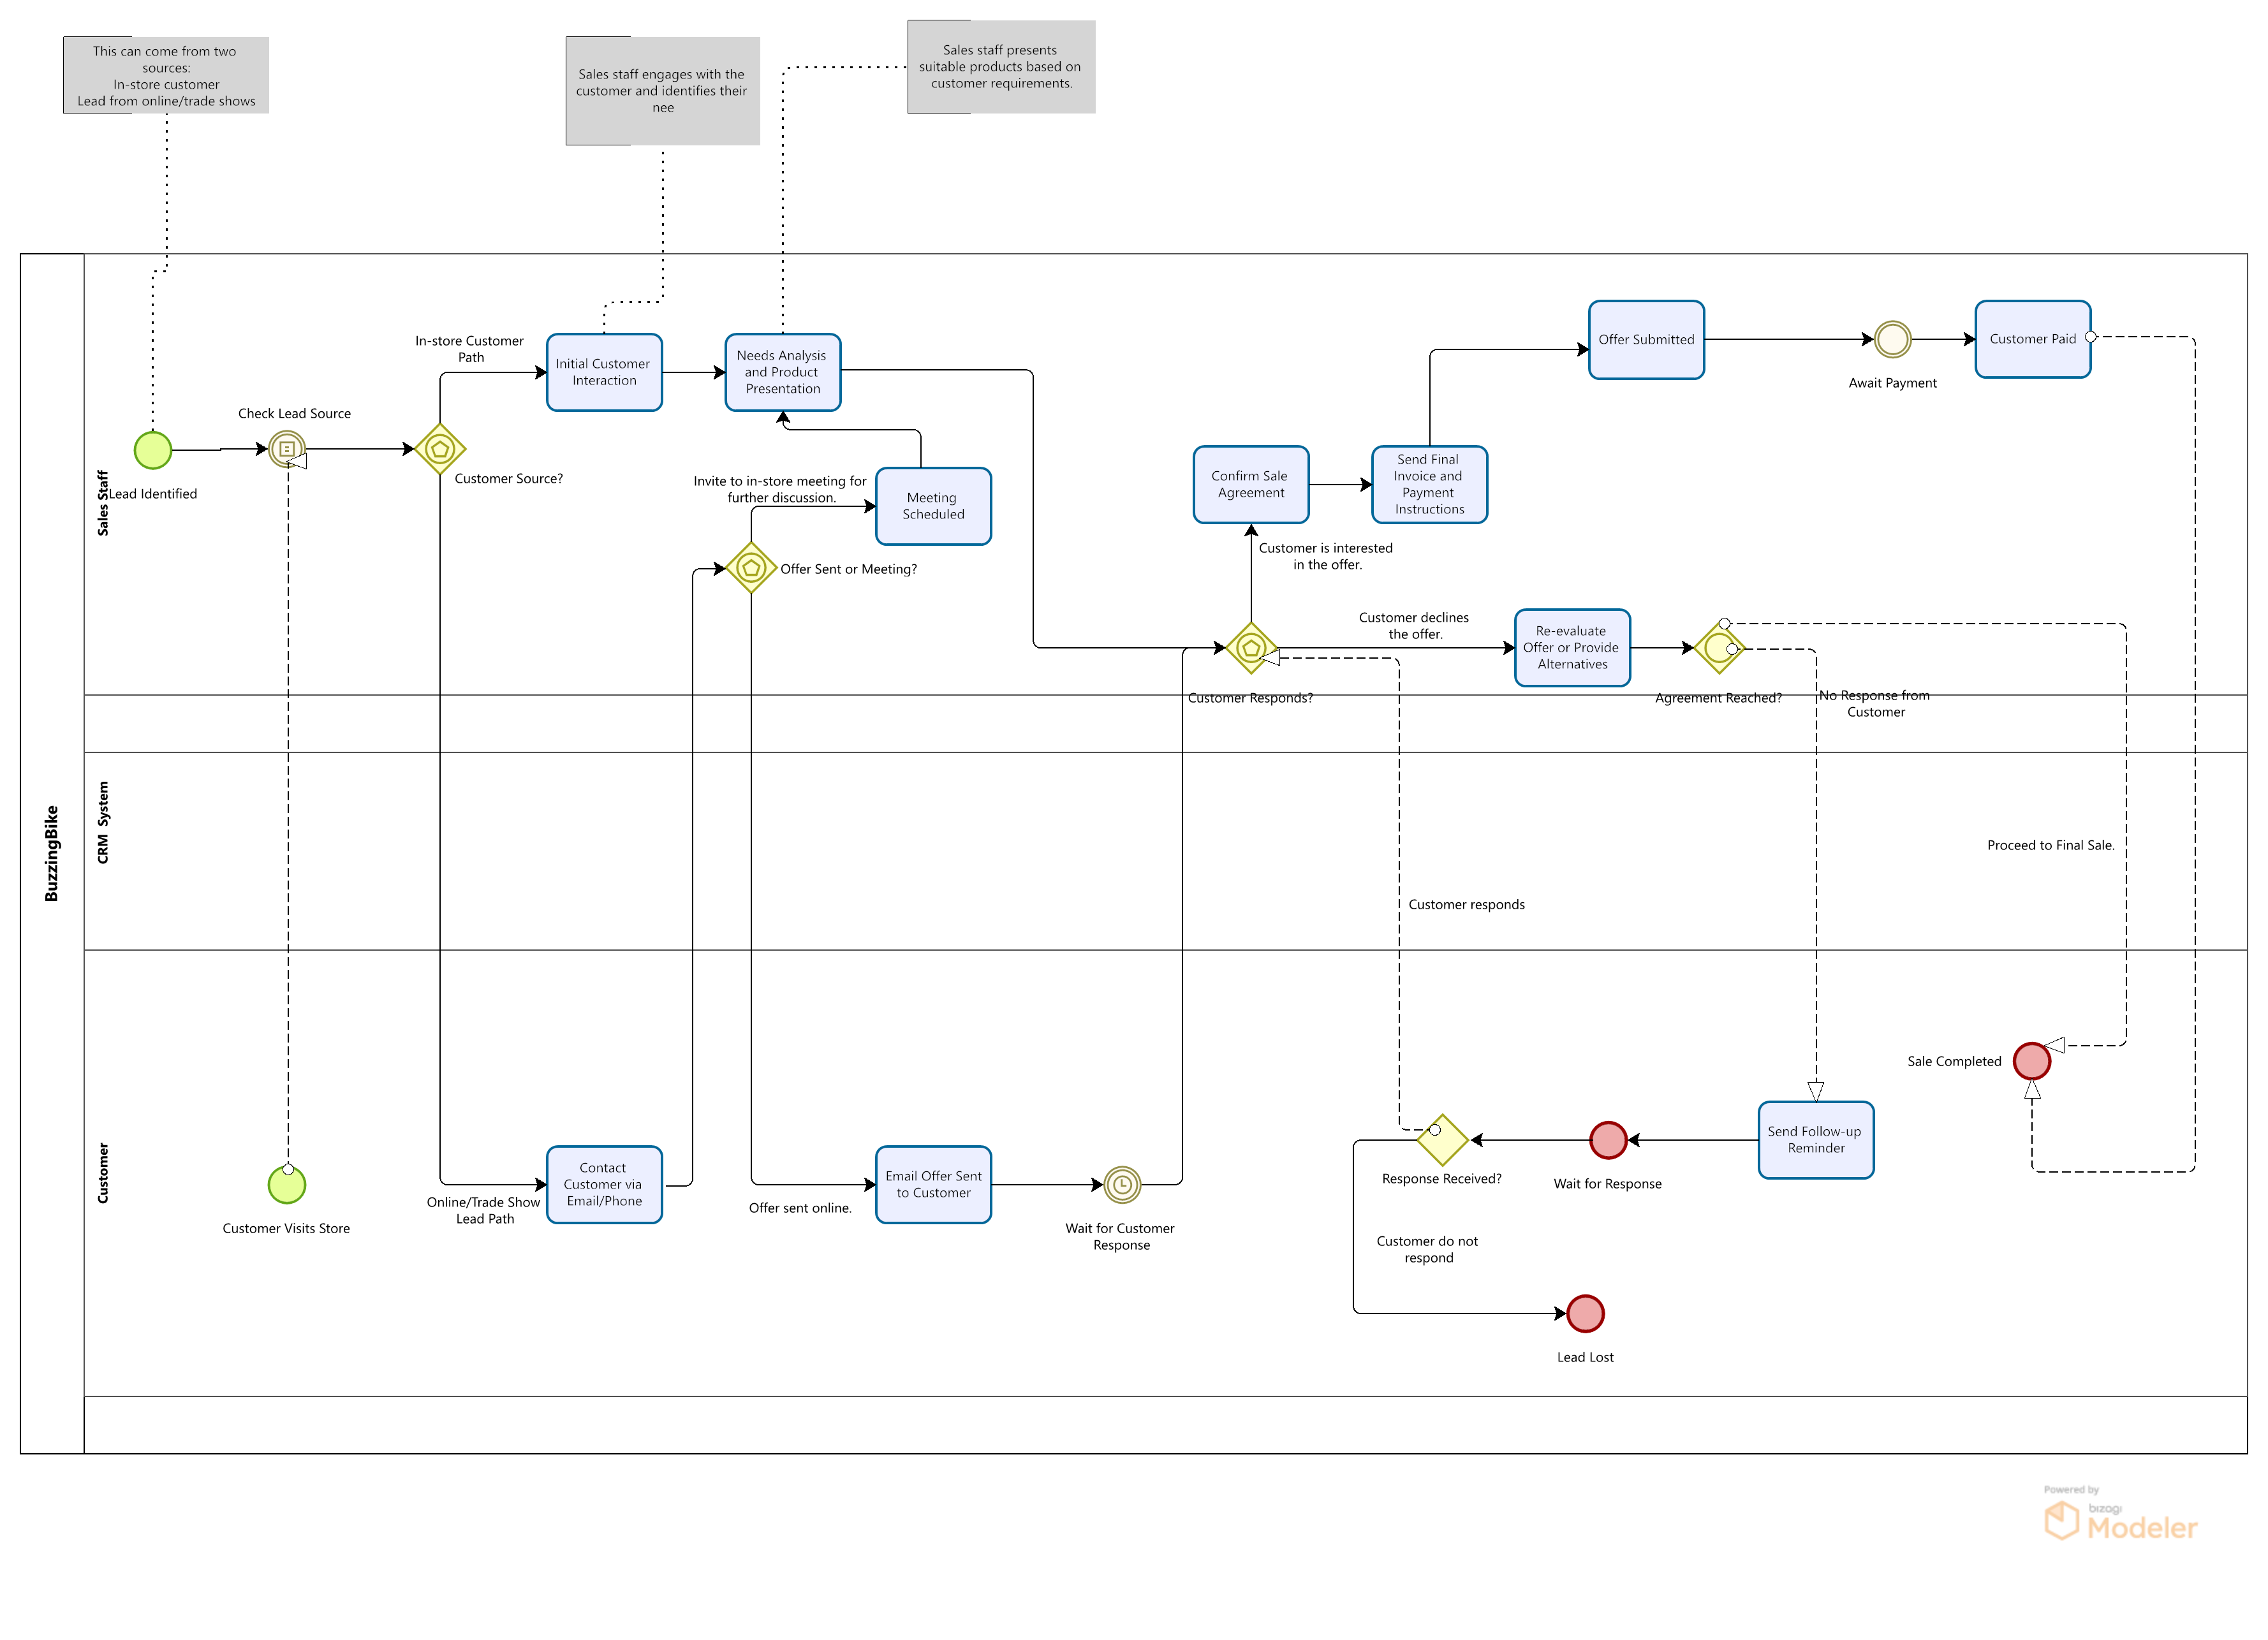 This can come from two
sources:
In-store customer
Lead from online/trade shows
Sales staff engages with the
customer and identifies their
nee
Sales staff presents
suitable products based on
customer requirements.
BuzzingBike
Sales Staff
Lead Identified
Check Lead Source
Customer Source?
In-store Customer
Path
Initial Customer
Interaction
Needs Analysis
and Product
Presentation
Invite to in-store meeting for
further discussion.
Meeting
Scheduled
Offer Sent or Meeting?
Confirm Sale
Agreement
Send Final
Invoice and
Payment
Instructions
Offer Submitted
Await Payment
Customer Paid
Customer is interested
in the offer.
Customer declines
the offer.
Re-evaluate
Offer or Provide
Alternatives
Customer Responds?
Agreement Reached?
No Response from
Customer
CRM System
Proceed to Final Sale.
Customer responds
Customer
Customer Visits Store
Online/Trade Show
Lead Path
Contact
Customer via
Email/Phone
Offer sent online.
Email Offer Sent
to Customer
Wait for Customer
Response
Response Received?
Wait for Response
Send Follow-up
Reminder
Sale Completed
Customer do not
respond
Lead Lost
Powered by
bizagi
Modeler